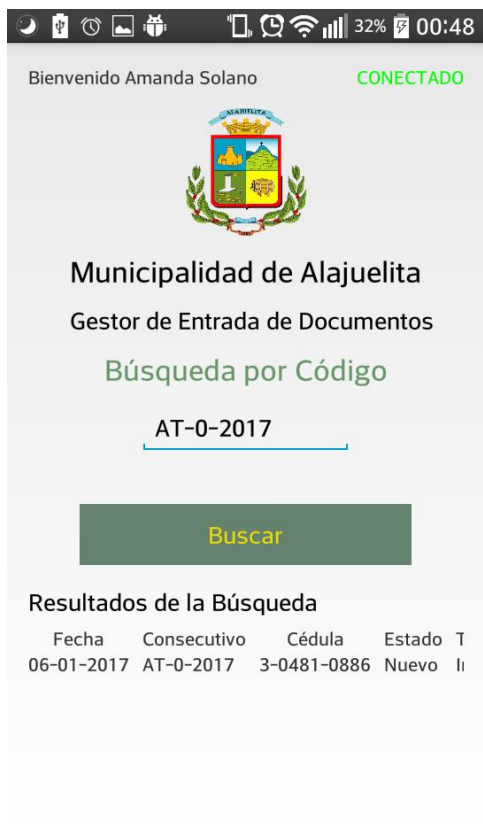 32% 00:48
Bienvenido Amanda Solano CONECTADO
ALAJUELITA
Municipalidad de Alajuelita
Gestor de Entrada de Documentos
Búsqueda por Código
AT-0-2017
Buscar
Resultados de la Búsqueda
Fecha Consecutivo Cédula Estado T
06-01-2017 AT-0-2017 3-0481-0886 Nuevo